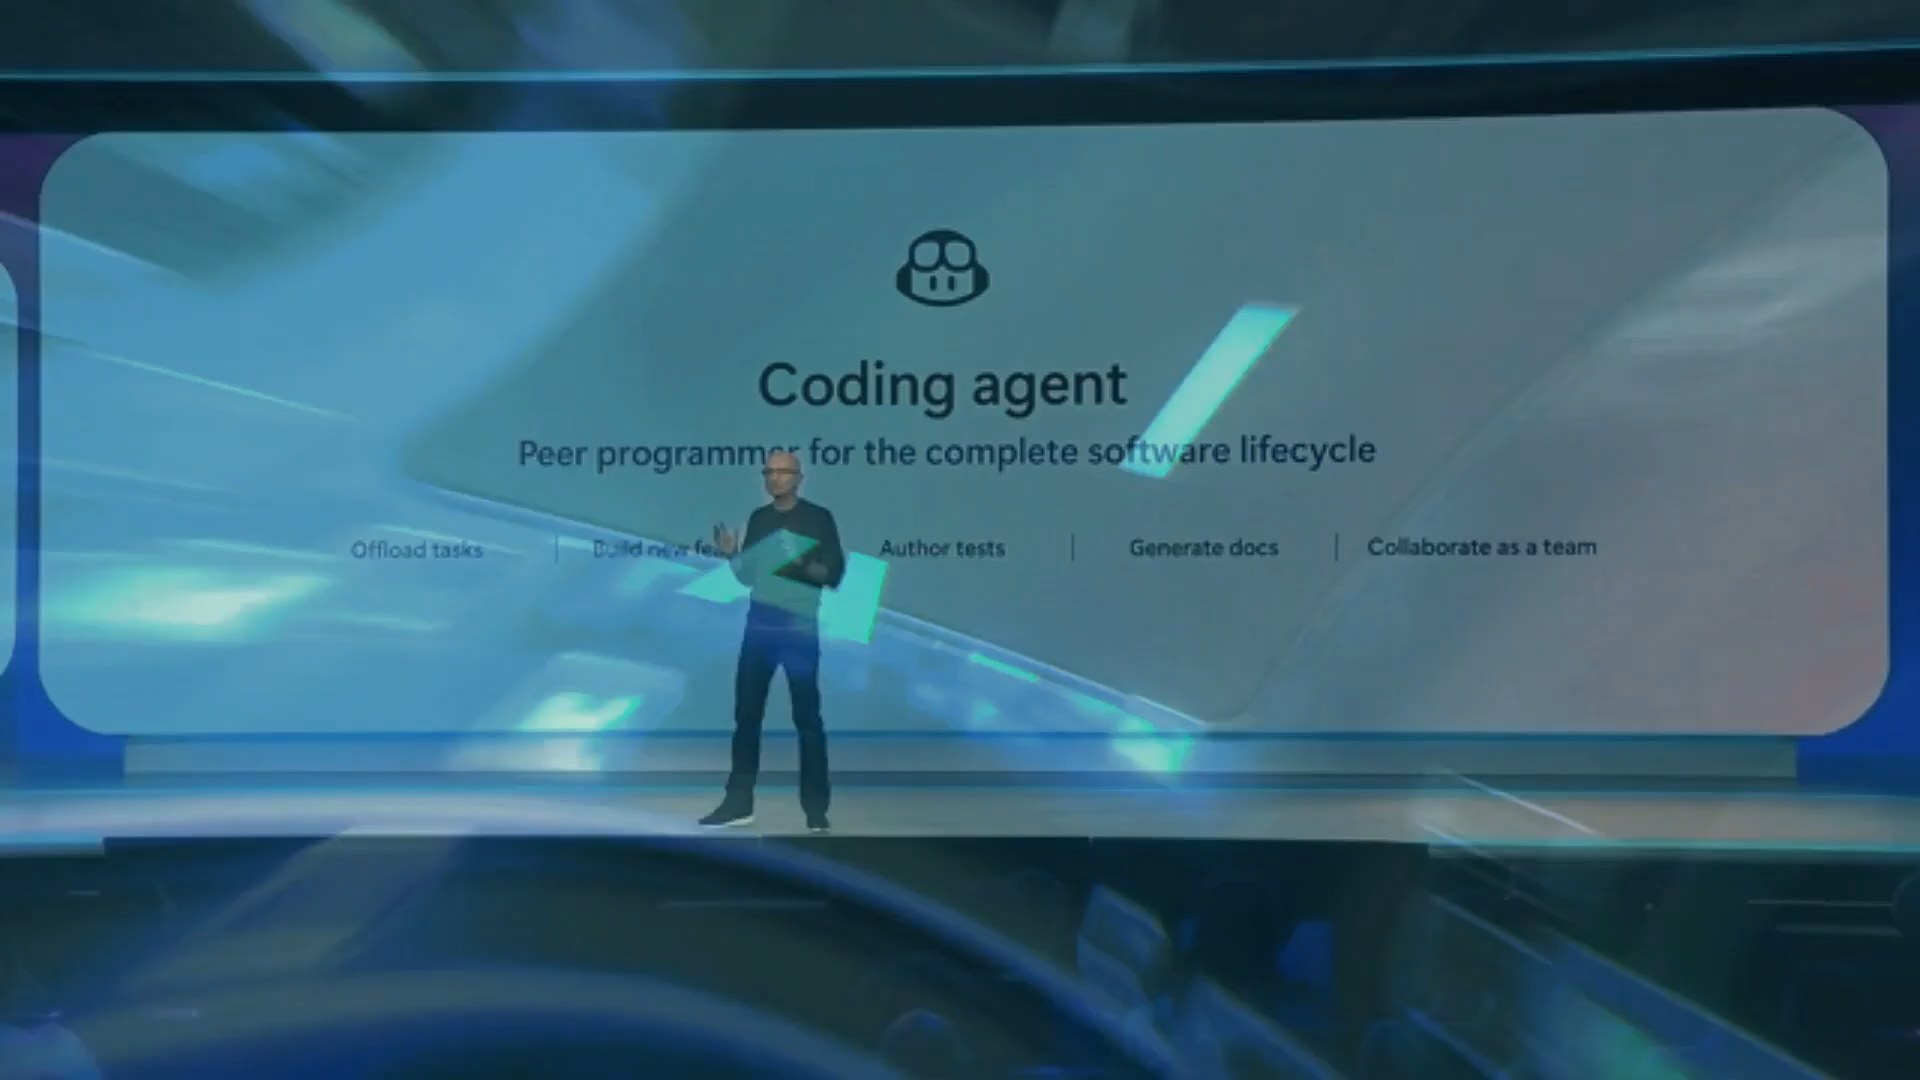 Coding agent
Peer programmer for the complete software lifecycle
Offload tasks | Build new | Author tests | Generate docs | Collaborate as a team